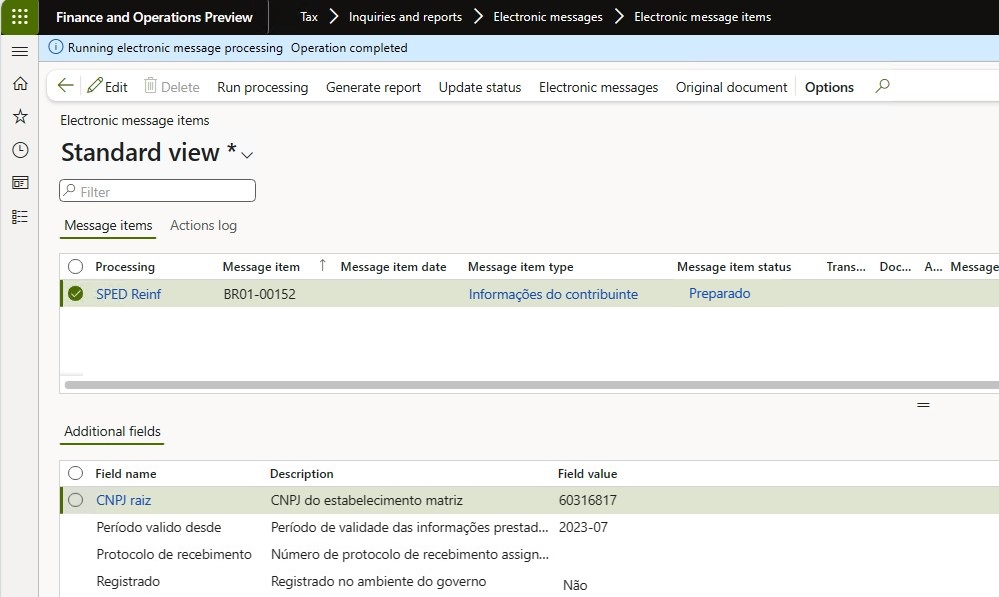 Finance and Operations Preview Tax Inquiries and reports Electronic messages Electronic message items
Running electronic message processing Operation completed
Edit Delete Run processing Generate report Update status Electronic messages Original document Options
Electronic message items
Standard view *
Filter
Message items Actions log
Processing Message item Message item date Message item type Message item status Trans... Doc... A... Message
SPED Reinf BR01-00152 Informações do contribuinte Preparado
Additional fields
Field name Description Field value
CNPJ raiz CNPJ do estabelecimento matriz 60316817
Período valido desde Período de validade das informações prestad... 2023-07
Protocolo de recebimento Número de protocolo de recebimento assign...
Registrado Registrado no ambiente do governo Não